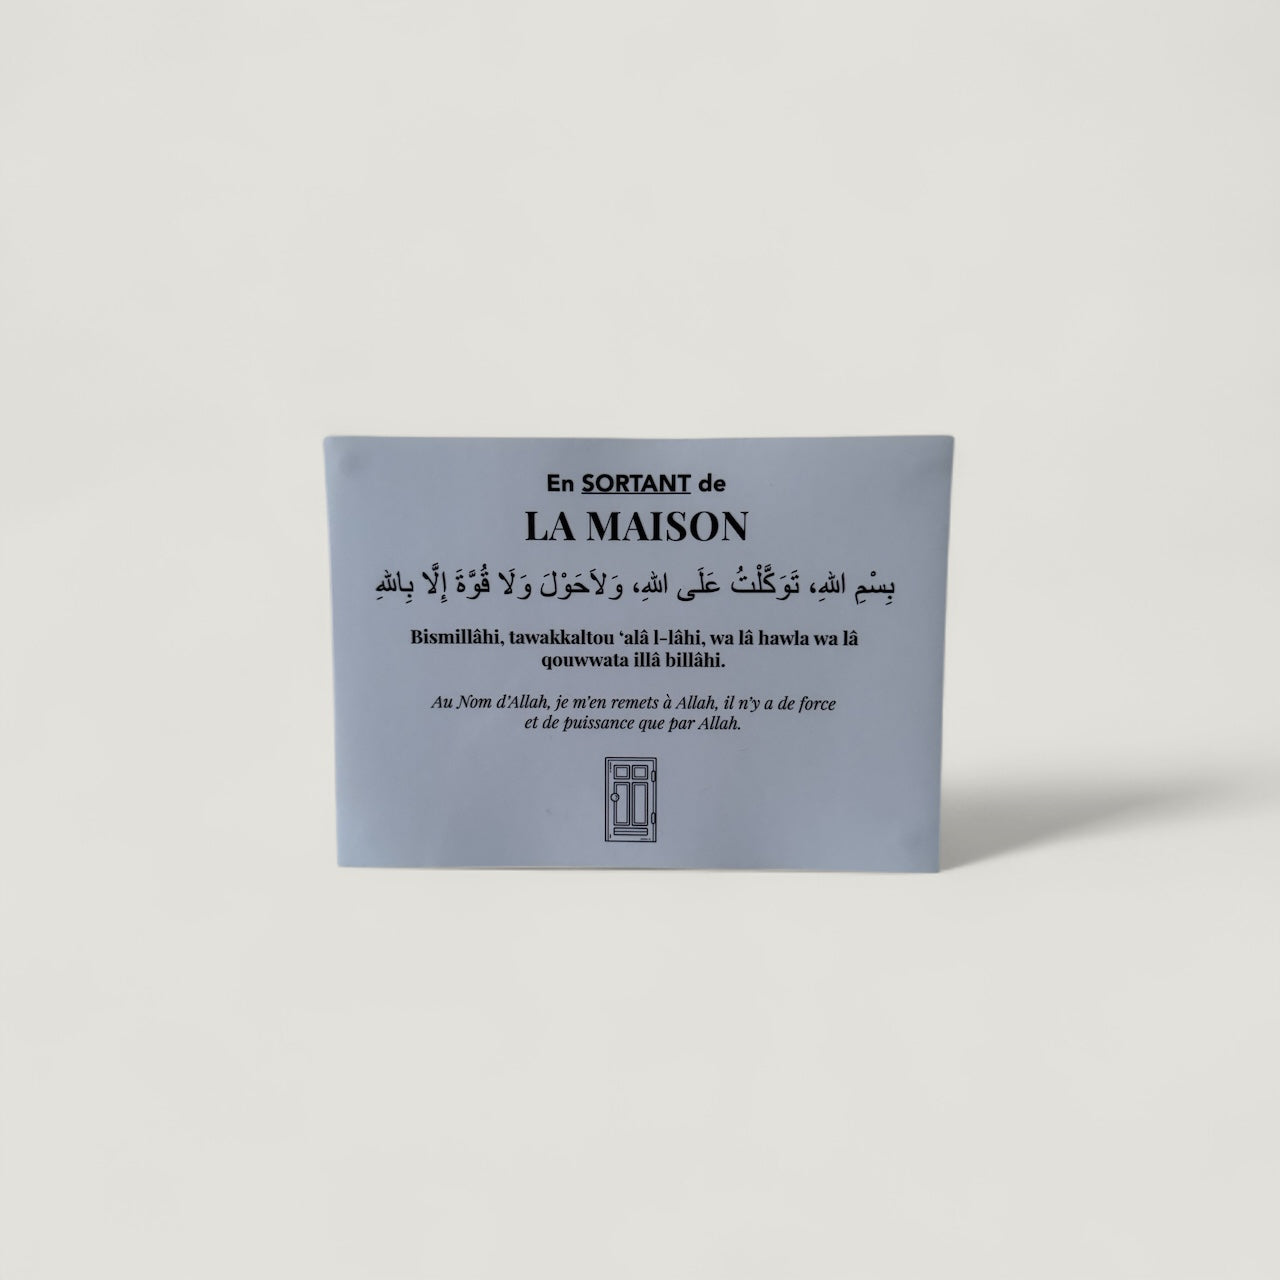 En SORTANT de
LA MAISON
بِسْمِ اللهِ، تَوَكَّلْتُ عَلَى اللهِ، وَلاَحَوْلَ وَلَا قُوَّةَ إِلَّا بِاللهِ
Bismillâhi, tawakkaltou ‘alâ l-lâhi, wa lâ hawla wa lâ
qouwwata illâ billâhi.
Au Nom d’Allah, je m’en remets à Allah, il n’y a de force
et de puissance que par Allah.